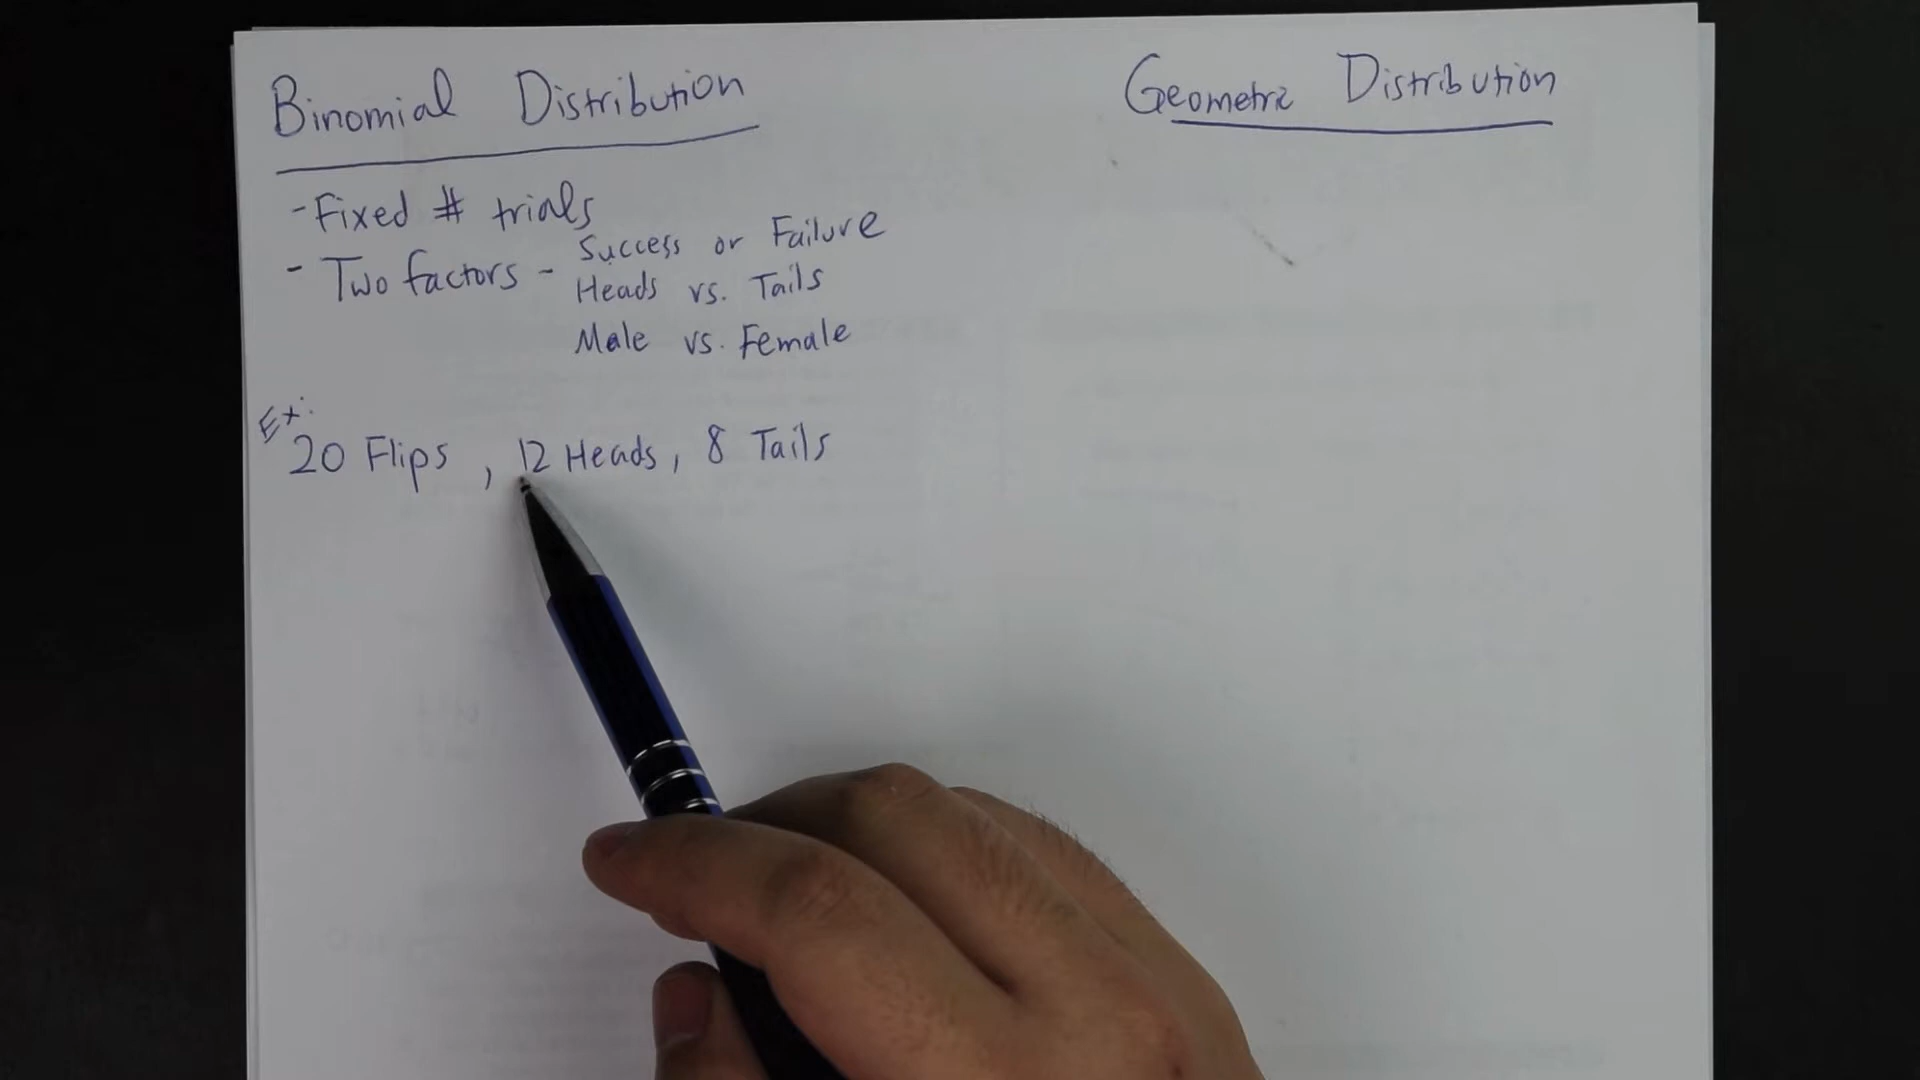 Binomial Distribution
- Fixed # trials
- Two factors - Success or Failure
Heads vs. Tails
Male vs. Female
Ex:
20 Flips , 12 Heads, 8 Tails
Geometric Distribution